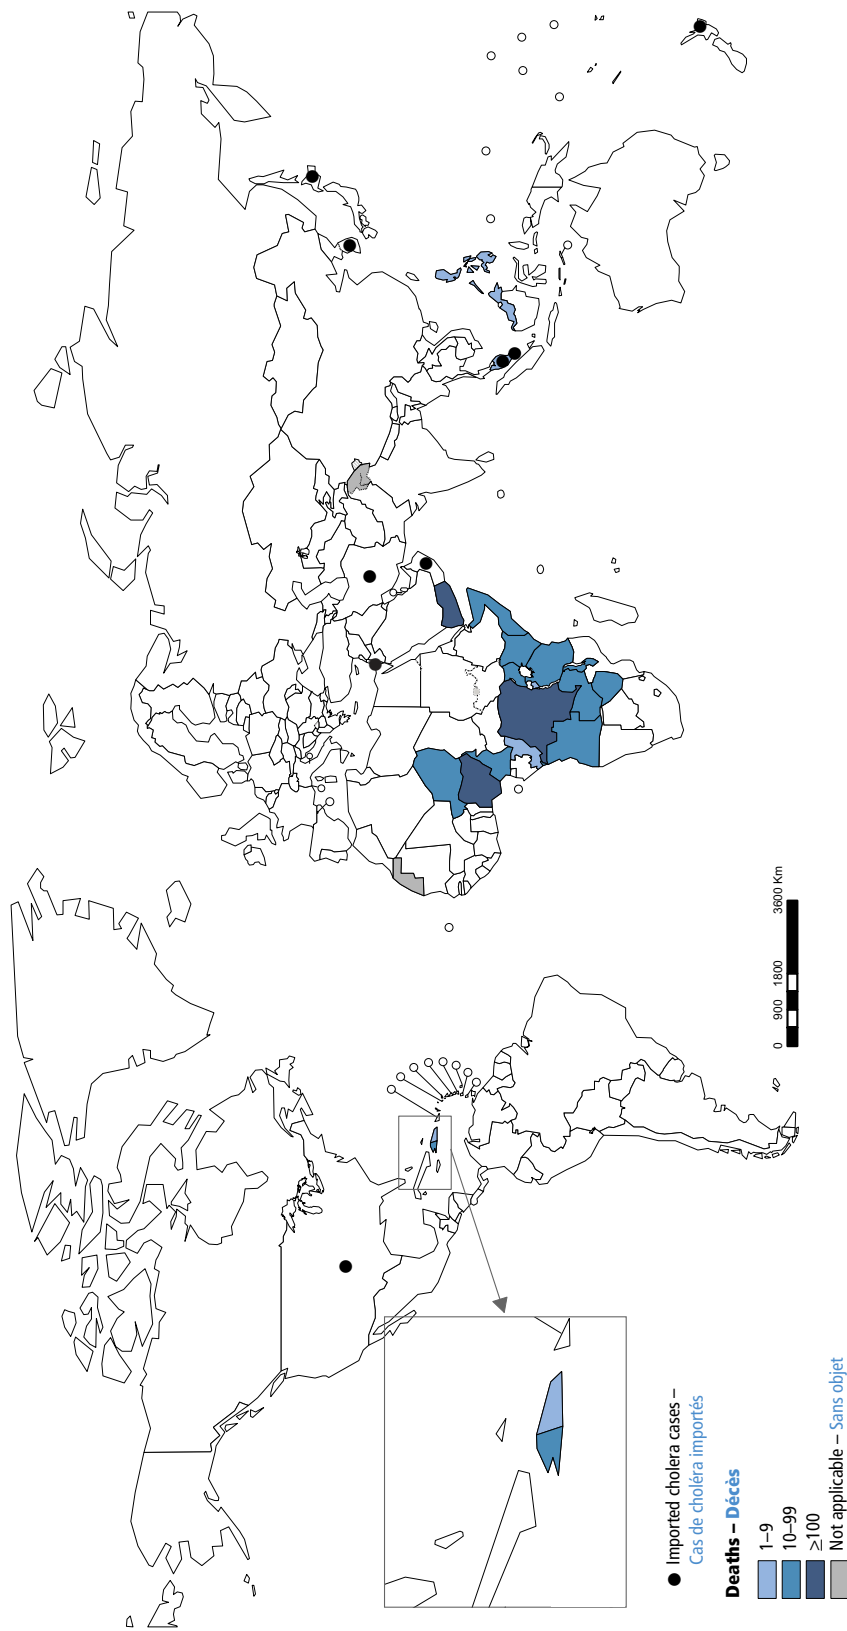 0 900 1800 3600 Km
Imported cholera cases –
Cas de choléra importés
Deaths – Décès
1–9
10–99
≥100
Not applicable – Sans objet